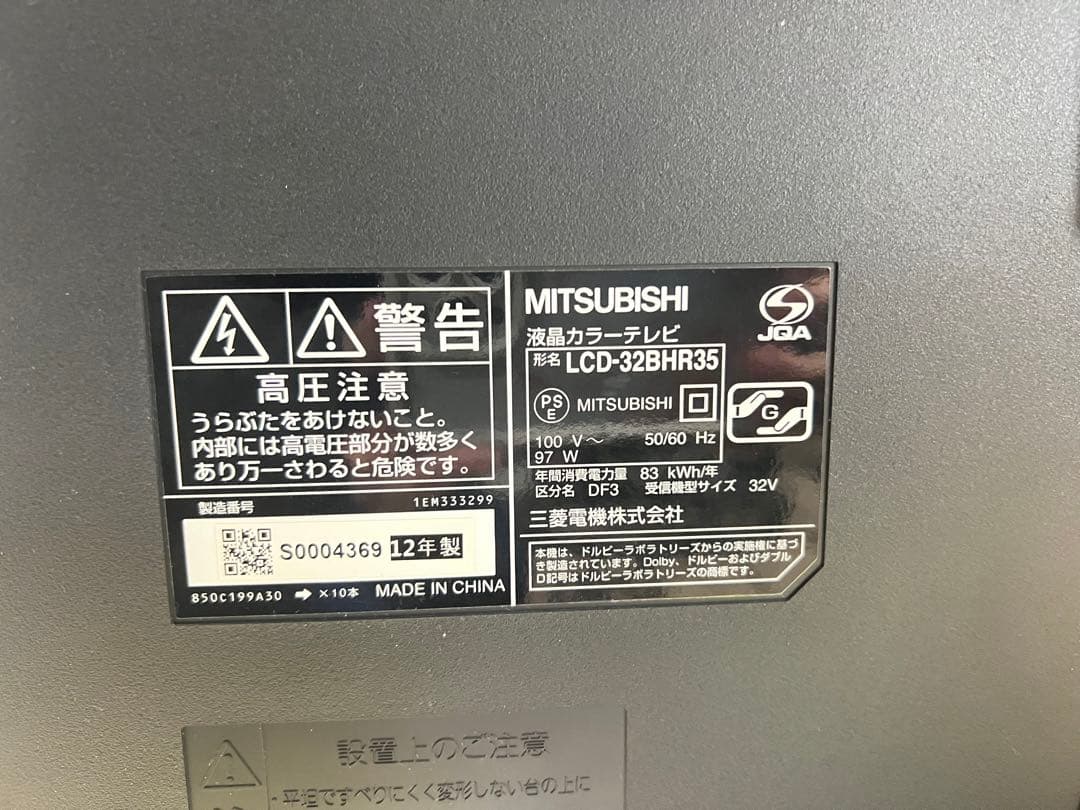 警告
高圧注意
うらぶたをあけないこと。
内部には高電圧部分が数多く
あり万一さわると危険です。
製造番号
1EM333299
S0004369 12年製
850C199A30 ➡ ×10本 MADE IN CHINA
MITSUBISHI
JQA
液晶カラーテレビ
形名 LCD-32BHR35
PS
E
MITSUBISHI
G
100 V～ 50/60 Hz
97 W
年間消費電力量 83 kWh/年
区分名 DF3 受信機型サイズ 32V
三菱電機株式会社
本機は、ドルビーラボラトリーズからの実施権に基づ
き製造されています。Dolby、ドルビーおよびダブル
D記号はドルビーラボラトリーズの商標です。
設置上のご注意
・平坦ですべりにくく変形しない台の上に